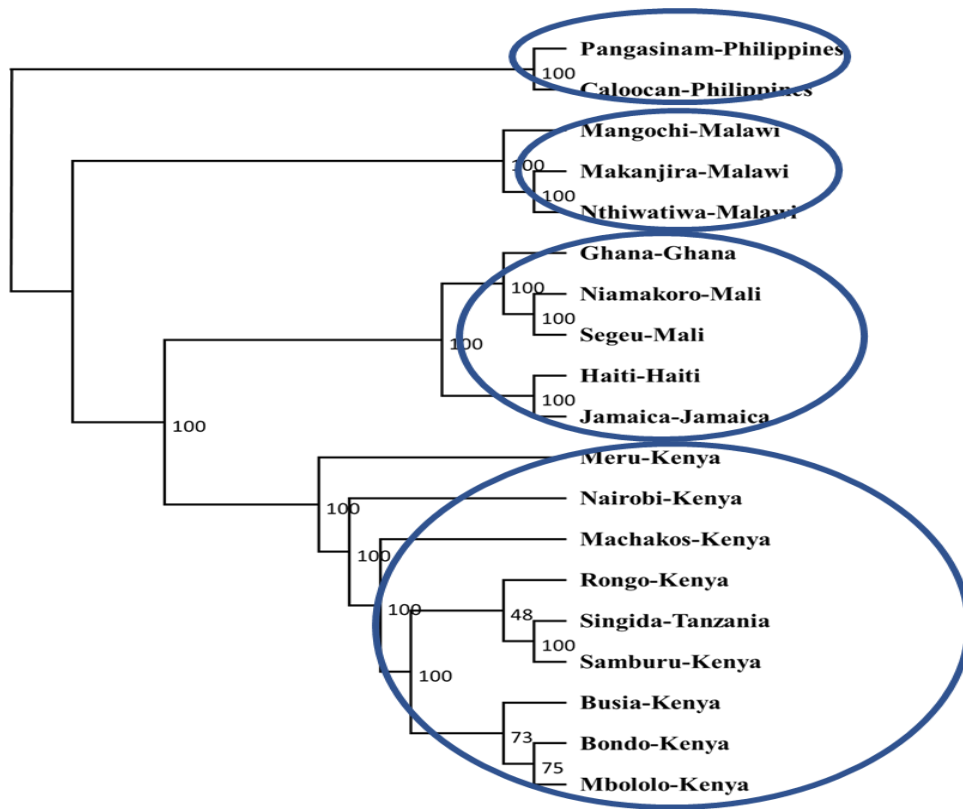 Pangasinam-Philippines
100
Caloocan-Philippines
Mangochi-Malawi
100
Makanjira-Malawi
100
Nthiwatiwa-Malawi
Ghana-Ghana
100
Niamakoro-Mali
100
Segeu-Mali
100
Haiti-Haiti
100
Jamaica-Jamaica
100
Meru-Kenya
Nairobi-Kenya
100
Machakos-Kenya
100
Rongo-Kenya
100
48
Singida-Tanzania
100
Samburu-Kenya
100
Busia-Kenya
73
Bondo-Kenya
75
Mbololo-Kenya